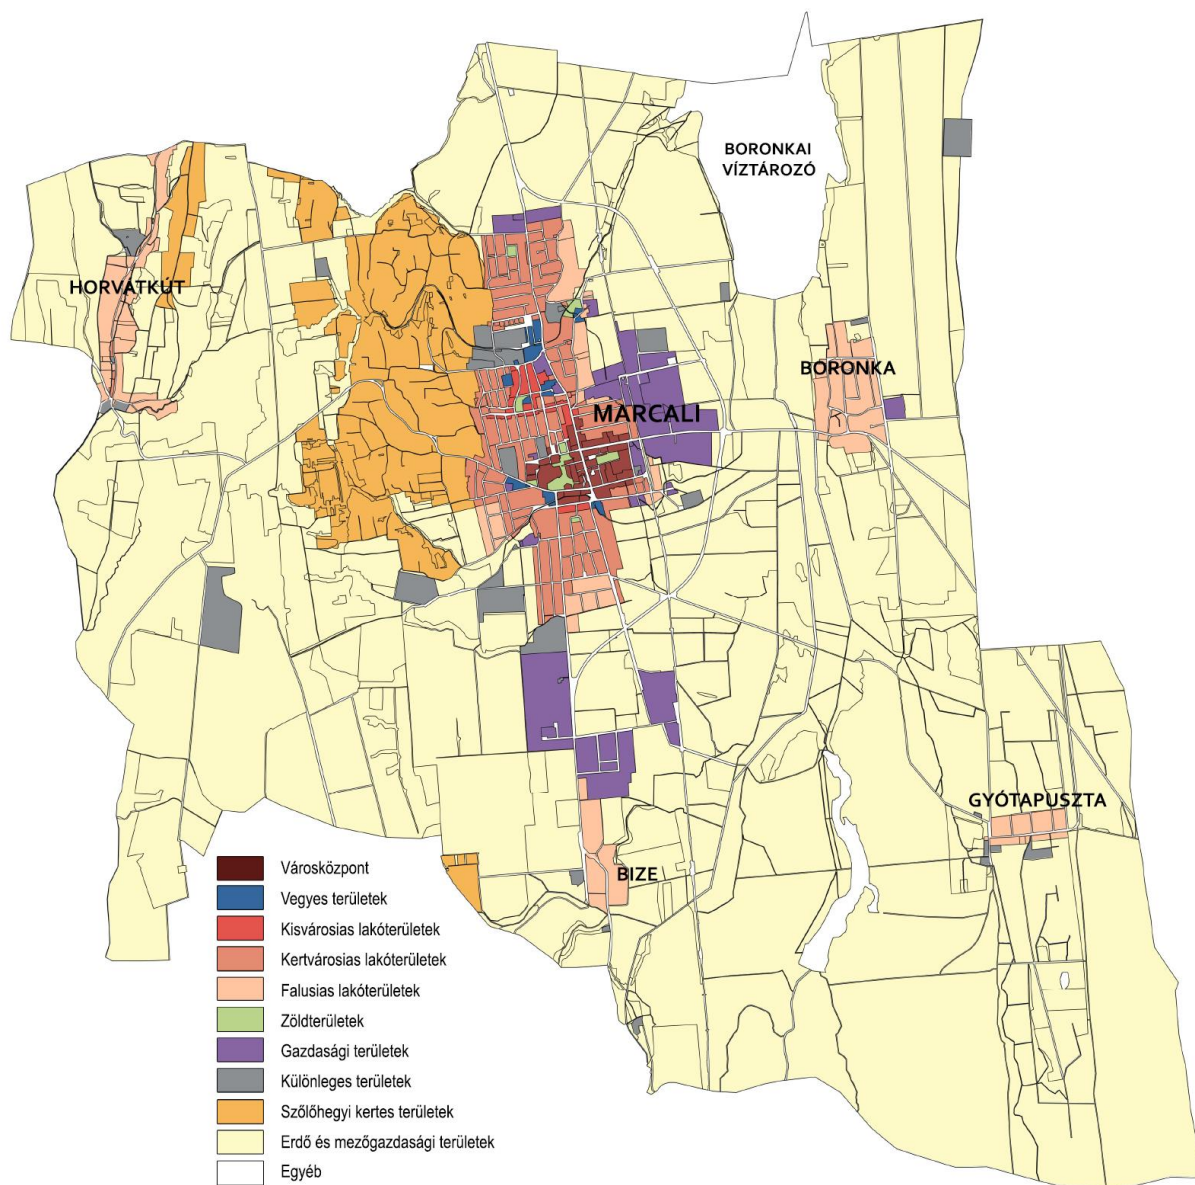 BORONKAI
VÍZTÁROZÓ
HORVÁTKÚT
BORONKA
MARCALI
GYÓTAPUSZTA
BIZE
Városközpont
Vegyes területek
Kisvárosias lakóterületek
Kertvárosias lakóterületek
Falusias lakóterületek
Zöldterületek
Gazdasági területek
Különleges területek
Szőlőhegyi kertes területek
Erdő és mezőgazdasági területek
Egyéb